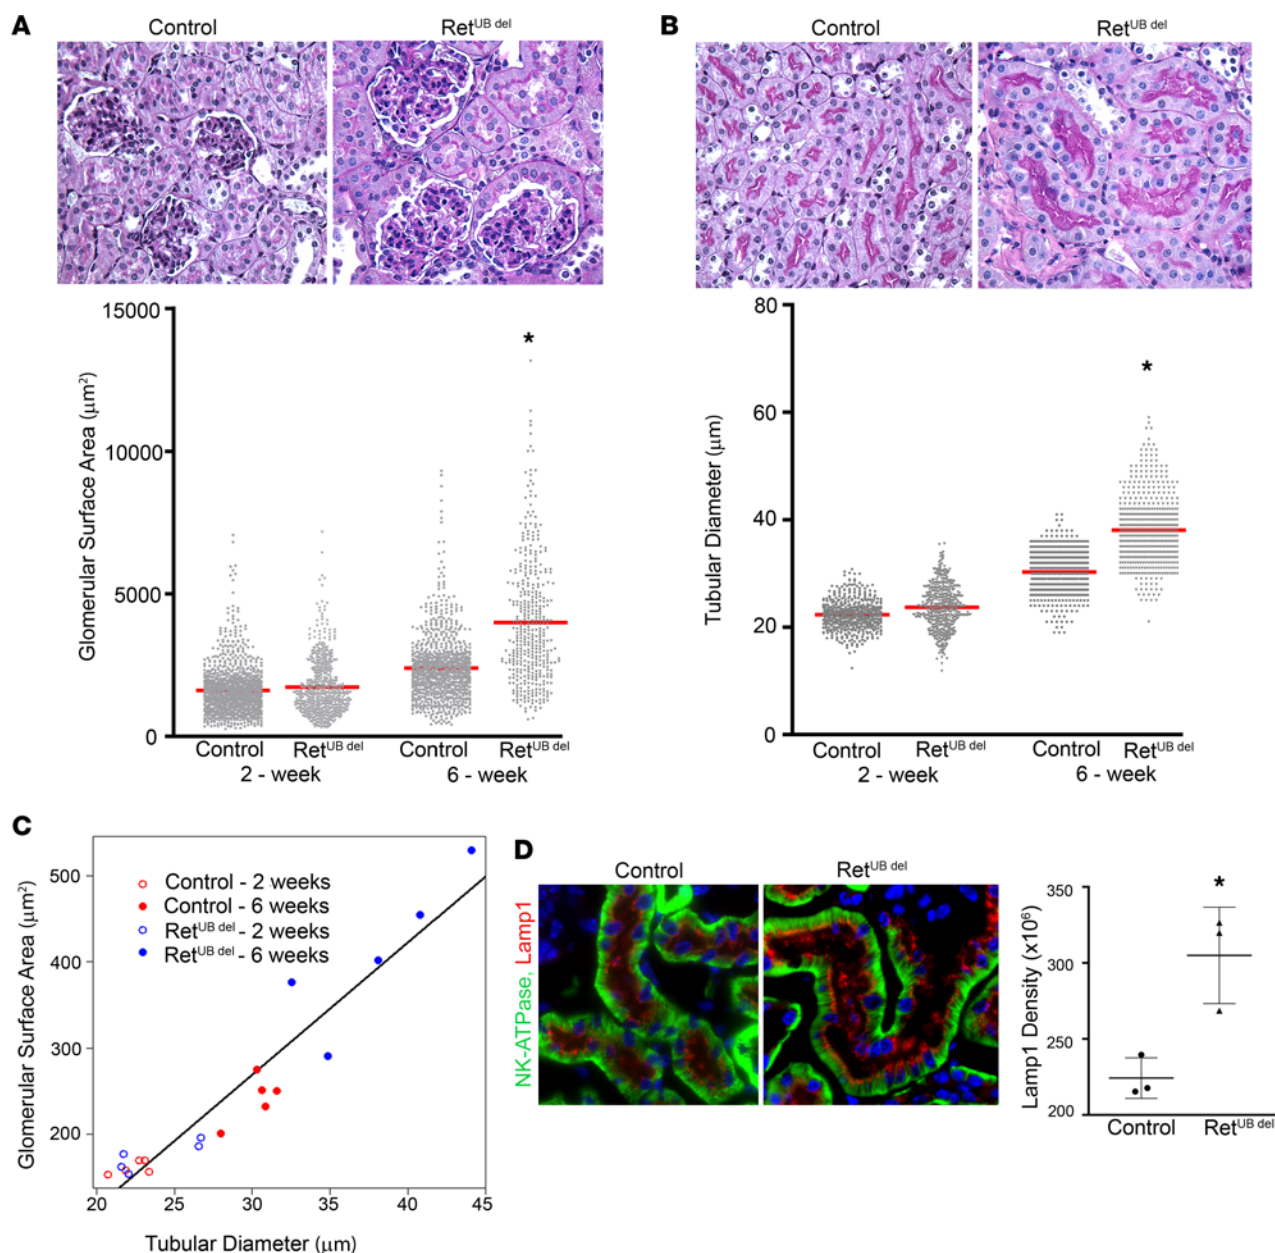 A
Control
Ret^UB del
Glomerular Surface Area (µm²)
15000
10000
5000
0
*
Control
Ret^UB del
Control
Ret^UB del
2 - week
6 - week
B
Control
Ret^UB del
Tubular Diameter (µm)
80
60
40
20
0
*
Control
Ret^UB del
Control
Ret^UB del
2 - week
6 - week
C
Glomerular Surface Area (µm²)
500
400
300
200
Control - 2 weeks
Control - 6 weeks
Ret^UB del - 2 weeks
Ret^UB del - 6 weeks
20
25
30
35
40
45
Tubular Diameter (µm)
D
Control
Ret^UB del
NK-ATPase, Lamp1
Lamp1 Density (x10⁶)
350
300
250
200
*
Control
Ret^UB del